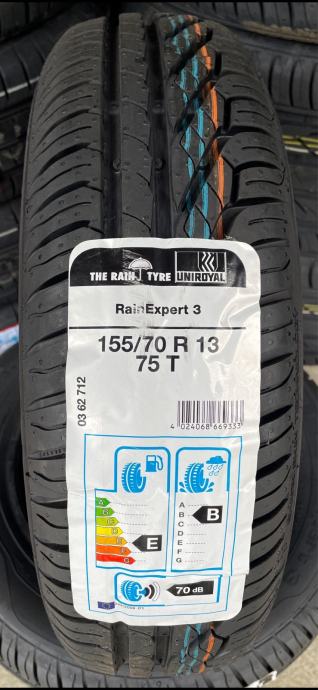 THE RAIN TYRE UNIROYAL
RainExpert 3
155/70 R 13
75 T
03 62 712
4 024068 669333
A
B
C
D
E
F
G
E
A
B
C
D
E
F
G
B
70 dB